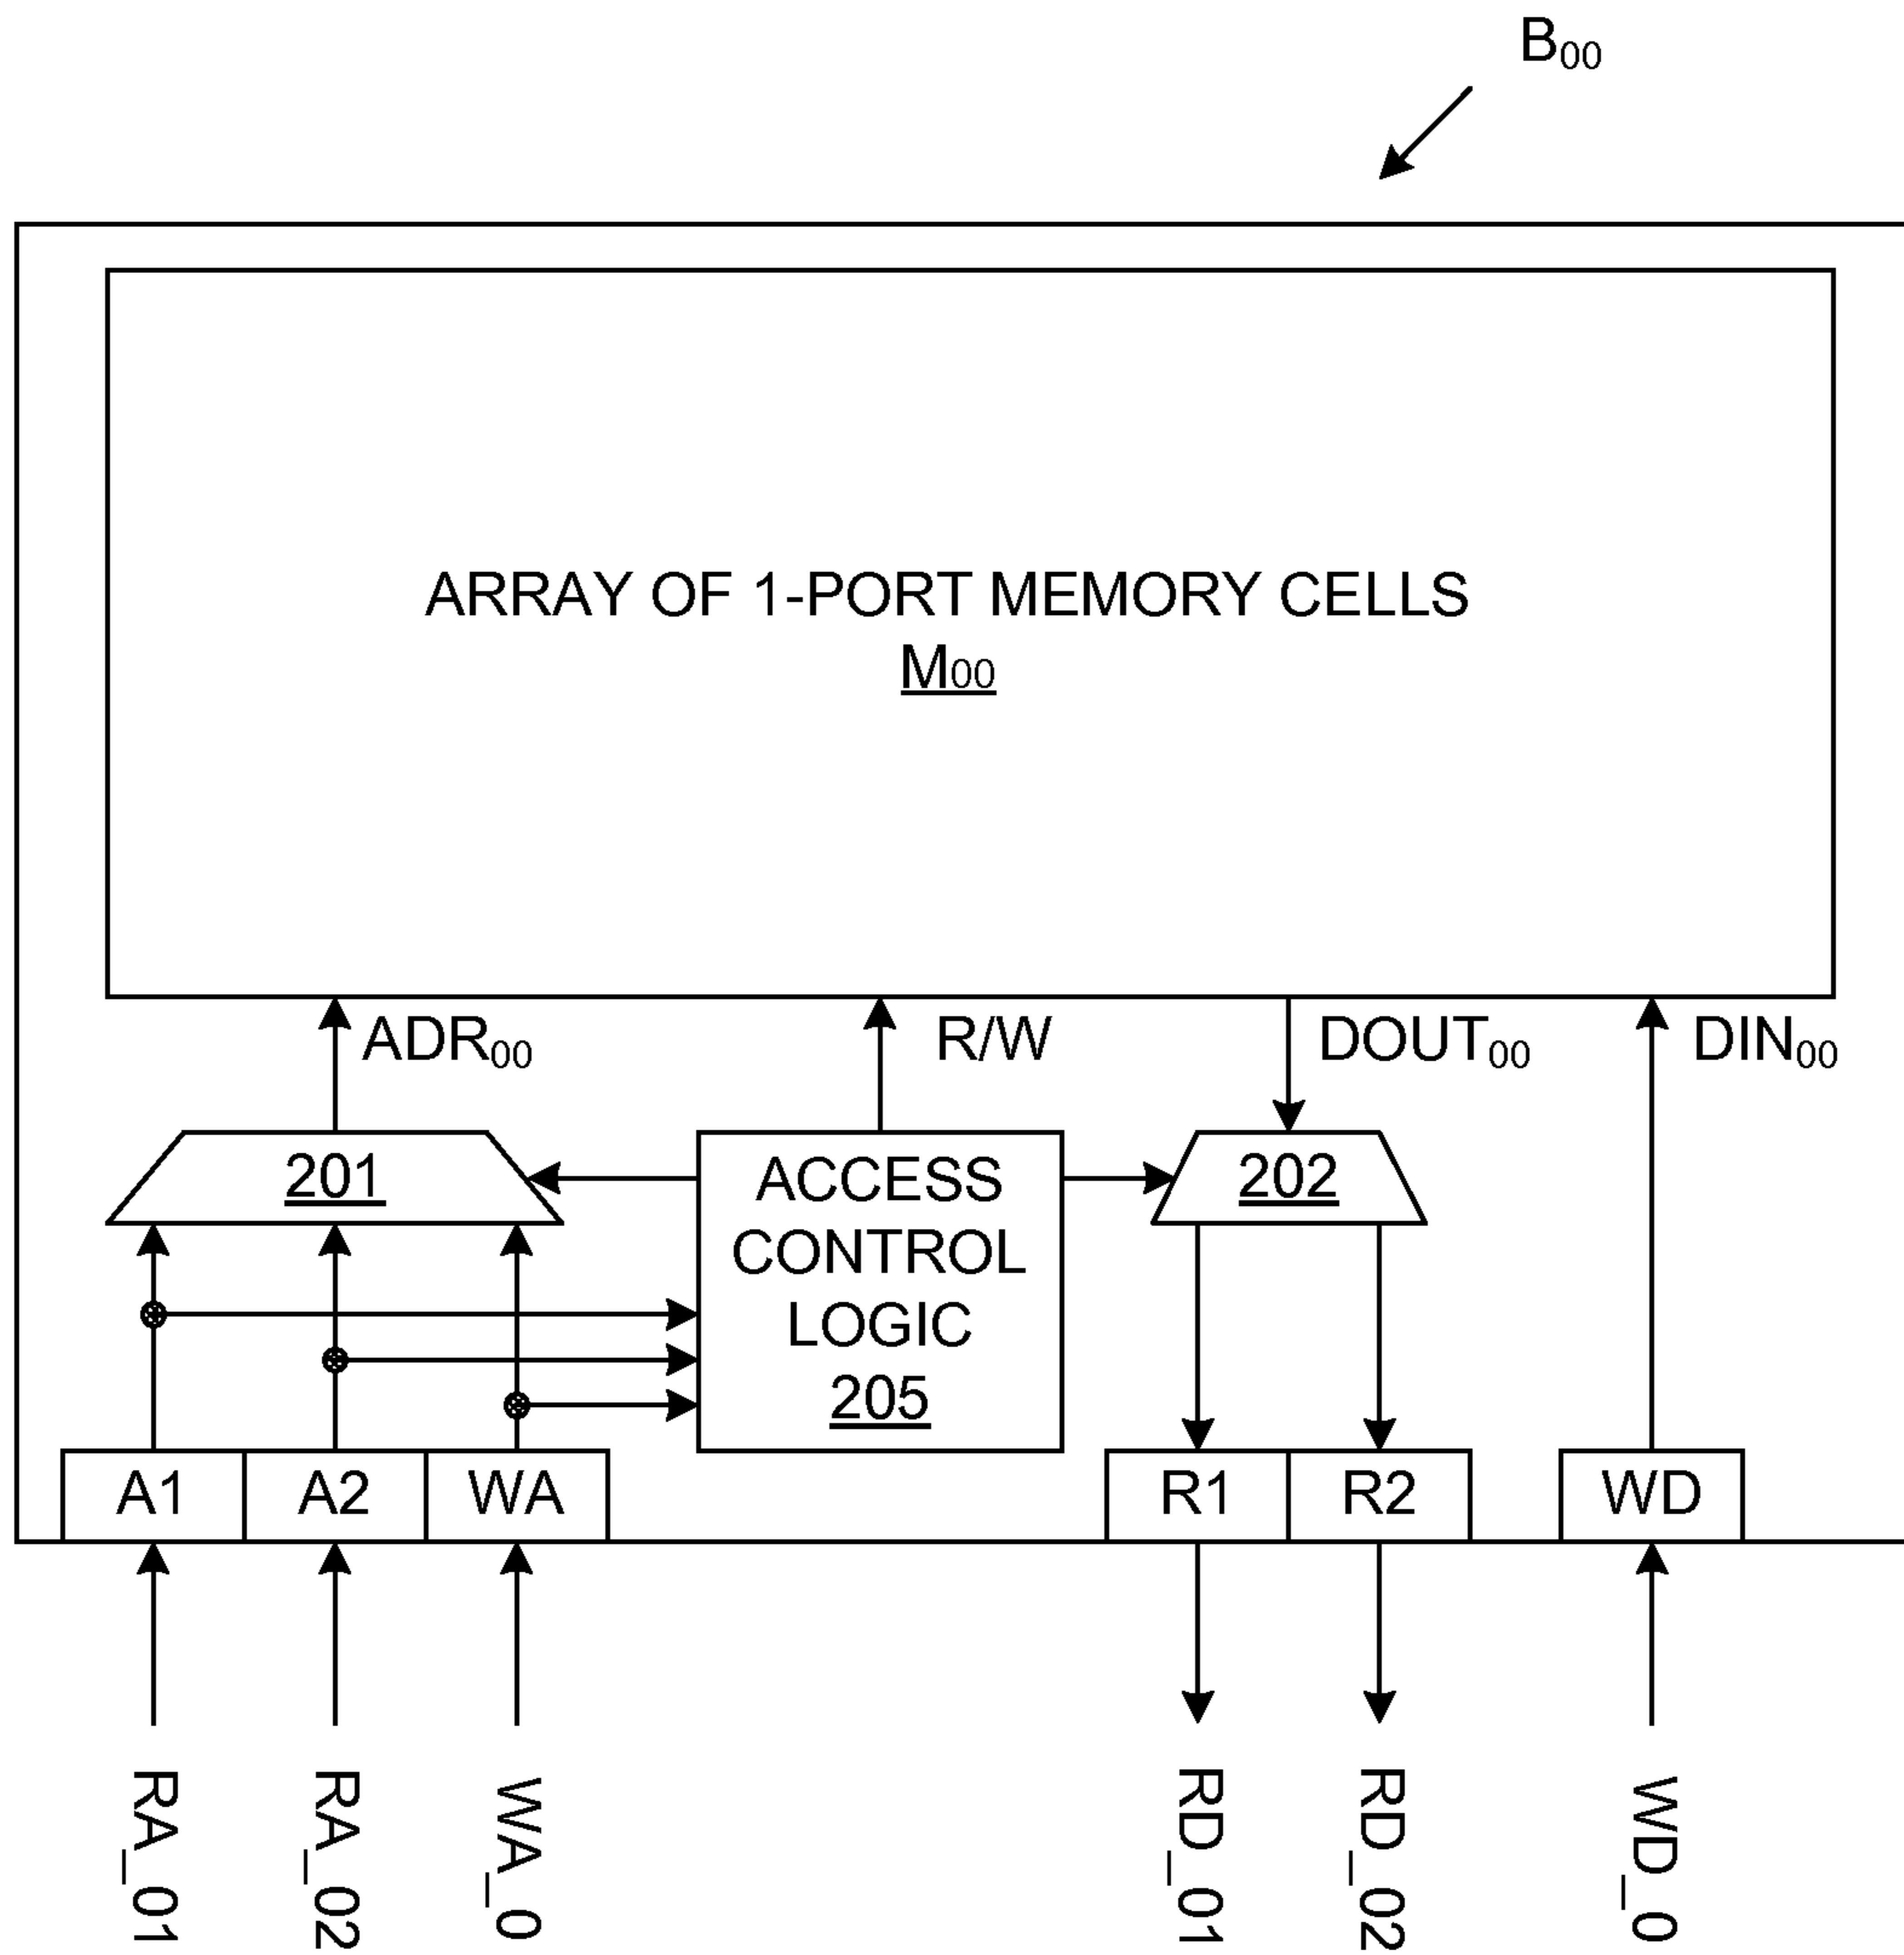 B00
ARRAY OF 1-PORT MEMORY CELLS
M00
ADR00
R/W
DOUT00
DIN00
201
ACCESS
CONTROL
LOGIC
205
202
A1
A2
WA
R1
R2
WD
RA_01
RA_02
WA_0
RD_01
RD_02
WD_0